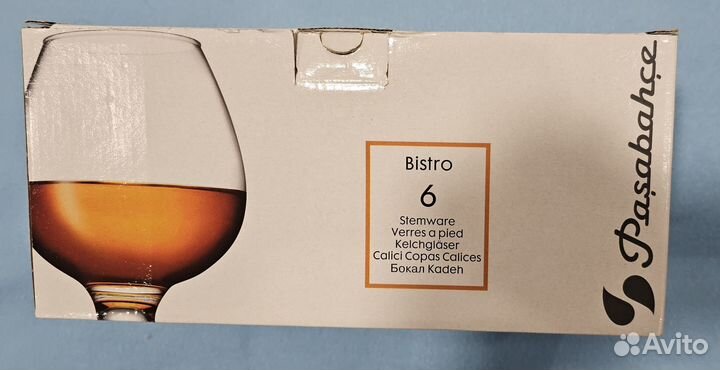 Bistro
6
Stemware
Verres a pied
Kelchgläser
Calici Copas Calices
Бокал Kadeh
Paşabahçe
Avito